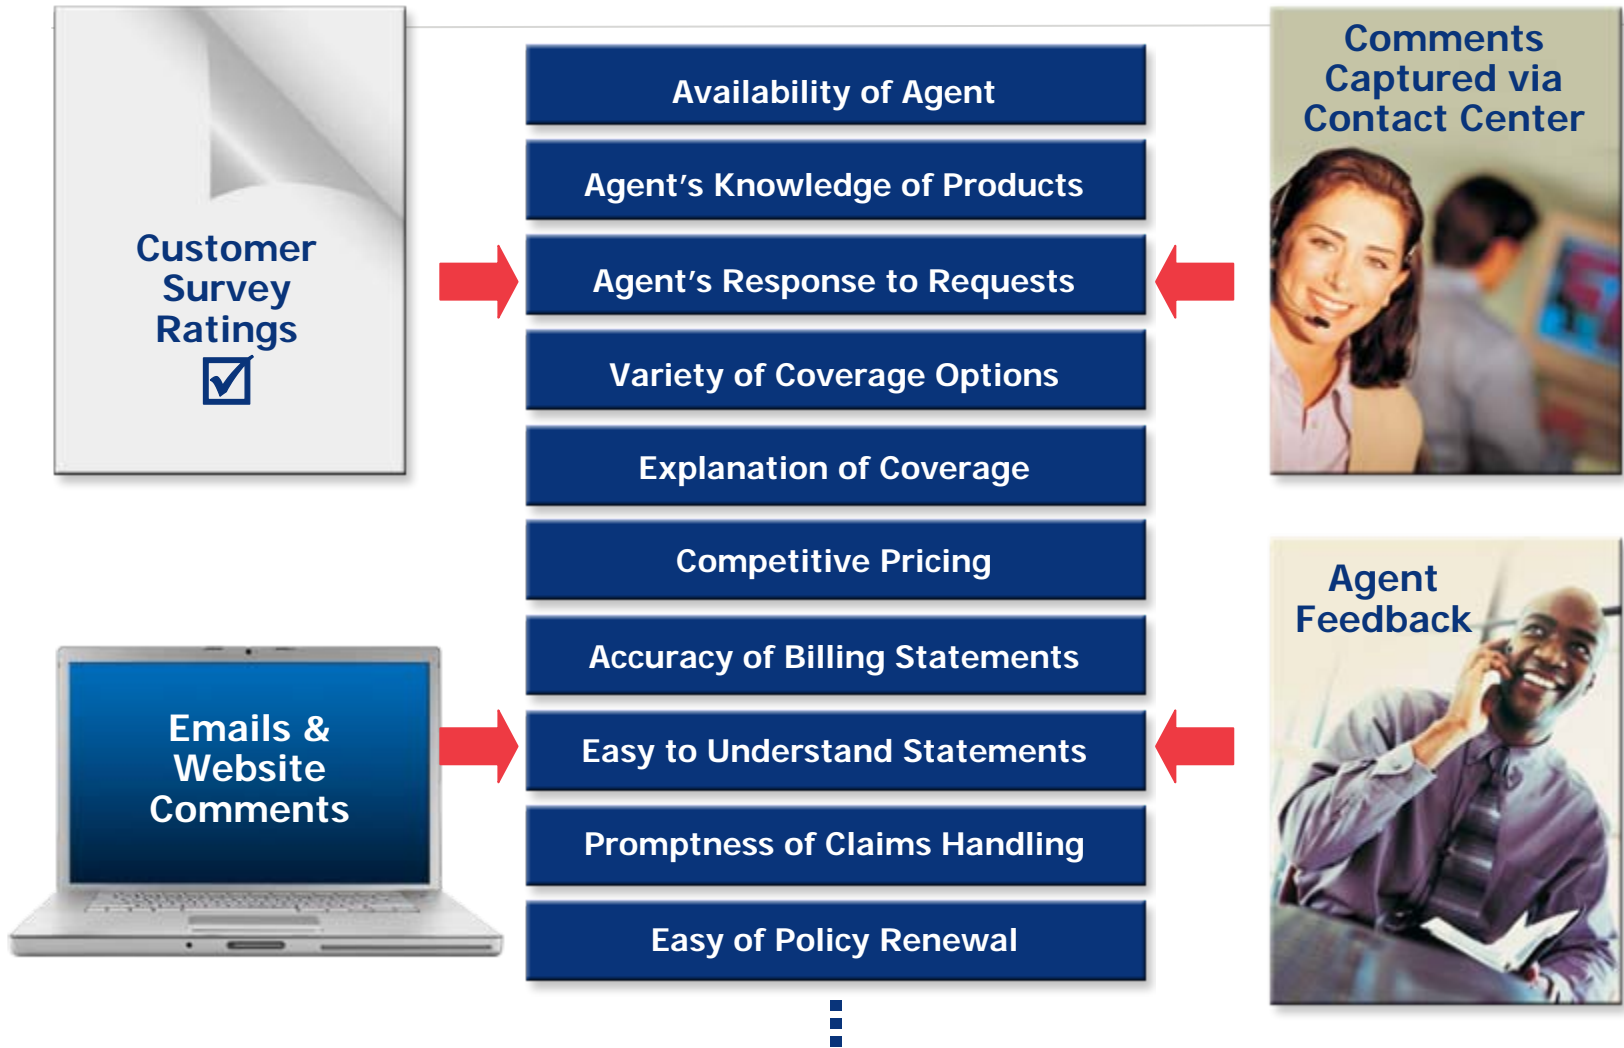 Customer
Survey
Ratings
Emails &
Website
Comments
Availability of Agent
Agent's Knowledge of Products
Agent's Response to Requests
Variety of Coverage Options
Explanation of Coverage
Competitive Pricing
Accuracy of Billing Statements
Easy to Understand Statements
Promptness of Claims Handling
Easy of Policy Renewal
Comments
Captured via
Contact Center
Agent
Feedback